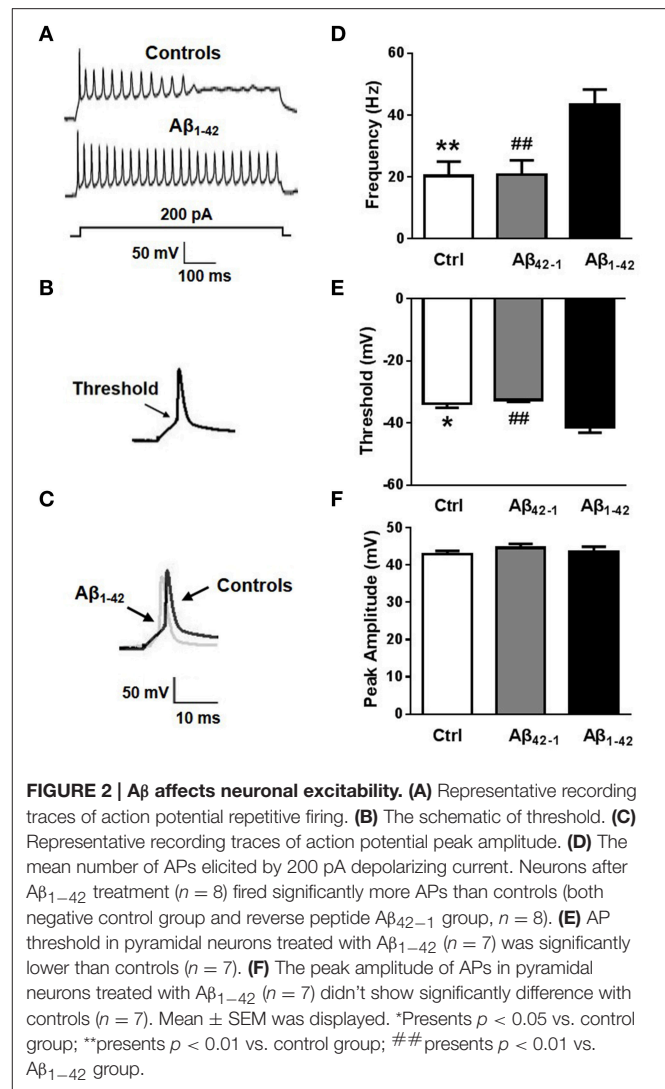 A
Controls
Aβ1-42
200 pA
50 mV
100 ms
B
Threshold
C
Aβ1-42
Controls
50 mV
10 ms
D
Frequency (Hz)
60
40
20
0
**
##
Ctrl
Aβ42-1
Aβ1-42
E
Threshold (mV)
0
-20
-40
-60
*
##
Ctrl
Aβ42-1
Aβ1-42
F
Peak Amplitude (mV)
50
40
30
20
10
0
Ctrl
Aβ42-1
Aβ1-42
FIGURE 2 | Aβ affects neuronal excitability. (A) Representative recording
traces of action potential repetitive firing. (B) The schematic of threshold. (C)
Representative recording traces of action potential peak amplitude. (D) The
mean number of APs elicited by 200 pA depolarizing current. Neurons after
Aβ1−42 treatment (n = 8) fired significantly more APs than controls (both
negative control group and reverse peptide Aβ42−1 group, n = 8). (E) AP
threshold in pyramidal neurons treated with Aβ1−42 (n = 7) was significantly
lower than controls (n = 7). (F) The peak amplitude of APs in pyramidal
neurons treated with Aβ1−42 (n = 7) didn't show significantly difference with
controls (n = 7). Mean ± SEM was displayed. *Presents p < 0.05 vs. control
group; **presents p < 0.01 vs. control group; ##presents p < 0.01 vs.
Aβ1−42 group.